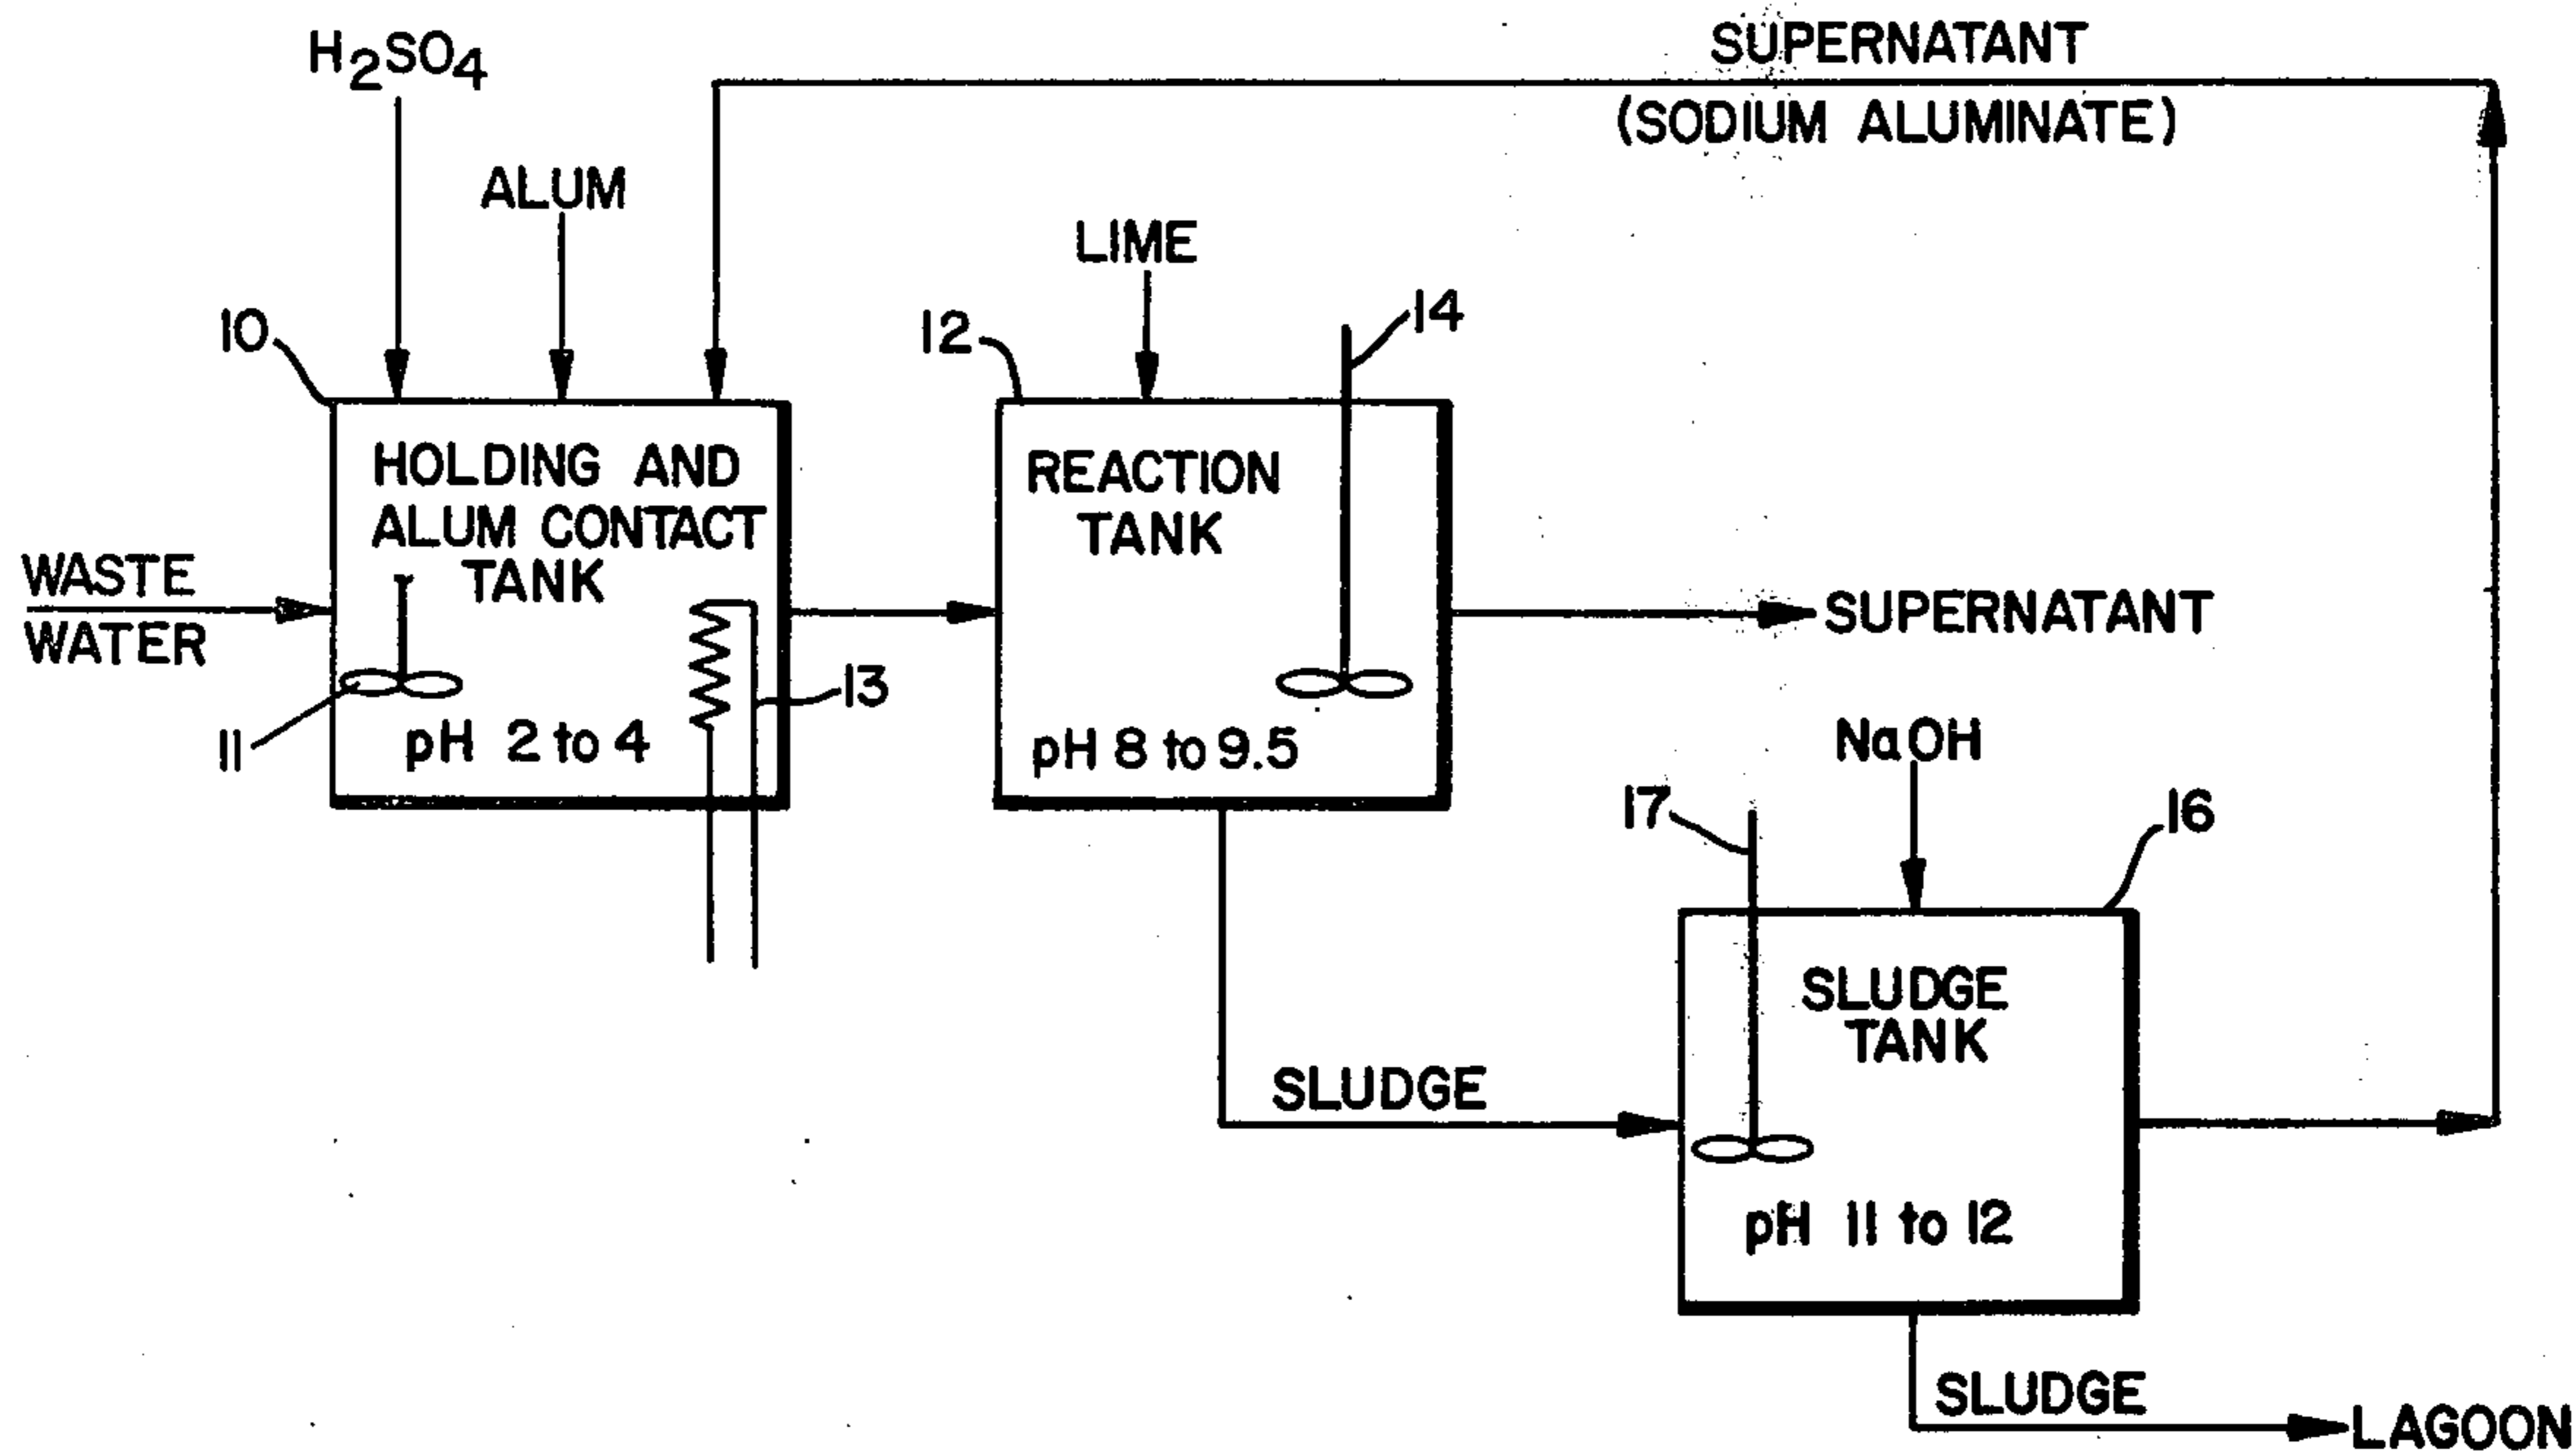 H2SO4
SUPERNATANT
(SODIUM ALUMINATE)
ALUM
LIME
10
12
14
HOLDING AND
ALUM CONTACT
TANK
REACTION
TANK
WASTE
WATER
SUPERNATANT
13
11
pH 2 to 4
pH 8 to 9.5
NaOH
17
16
SLUDGE
TANK
SLUDGE
pH 11 to 12
SLUDGE
LAGOON